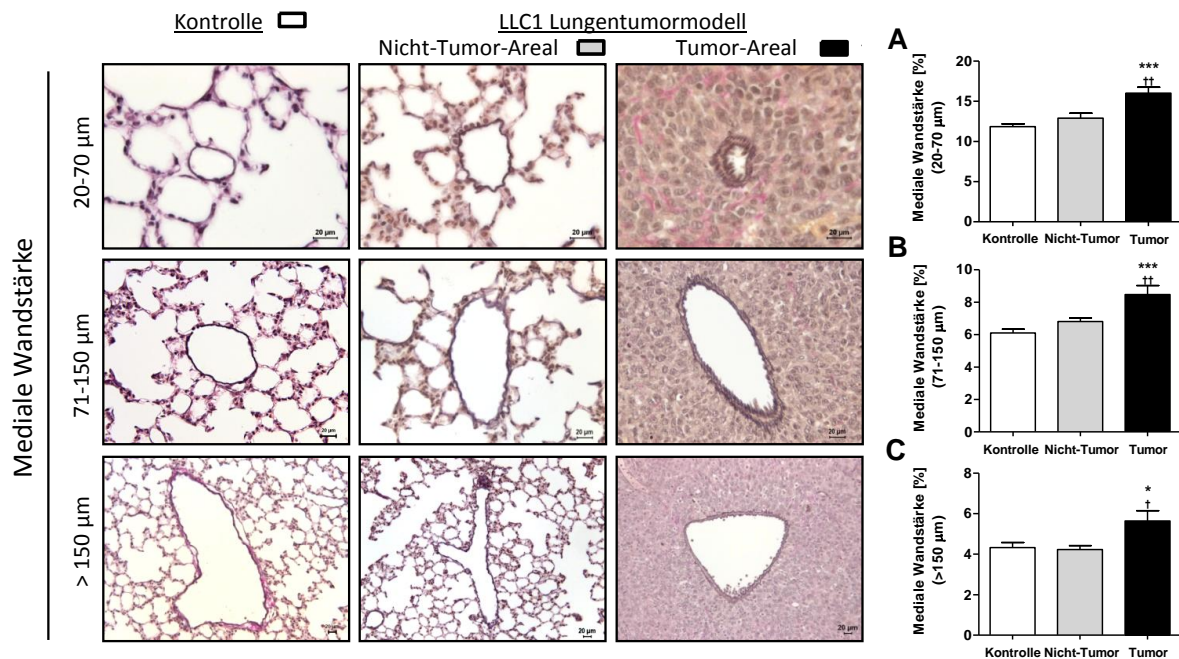 Kontrolle
LLC1 Lungentumormodell
Nicht-Tumor-Areal
Tumor-Areal
Mediale Wandstärke
20-70 µm
20 µm
20 µm
20 µm
71-150 µm
20 µm
20 µm
20 µm
> 150 µm
20 µm
20 µm
20 µm
A
Mediale Wandstärke [%]
(20-70 µm)
20
15
10
5
0
***
††
Kontrolle Nicht-Tumor Tumor
B
Mediale Wandstärke [%]
(71-150 µm)
10
8
6
4
2
0
***
††
Kontrolle Nicht-Tumor Tumor
C
Mediale Wandstärke [%]
(>150 µm)
8
6
4
2
0
*
†
Kontrolle Nicht-Tumor Tumor